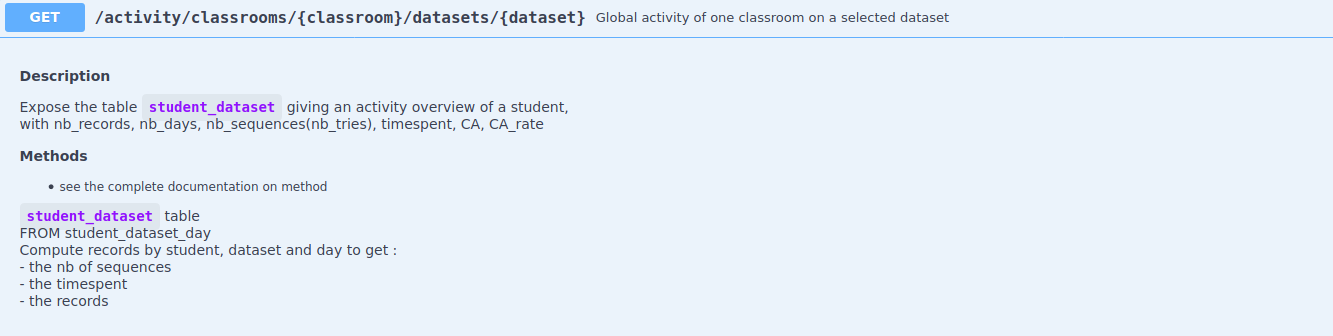 GET /activity/classrooms/{classroom}/datasets/{dataset} Global activity of one classroom on a selected dataset
Description
Expose the table student_dataset giving an activity overview of a student,
with nb_records, nb_days, nb_sequences(nb_tries), timespent, CA, CA_rate
Methods
• see the complete documentation on method
student_dataset table
FROM student_dataset_day
Compute records by student, dataset and day to get :
- the nb of sequences
- the timespent
- the records